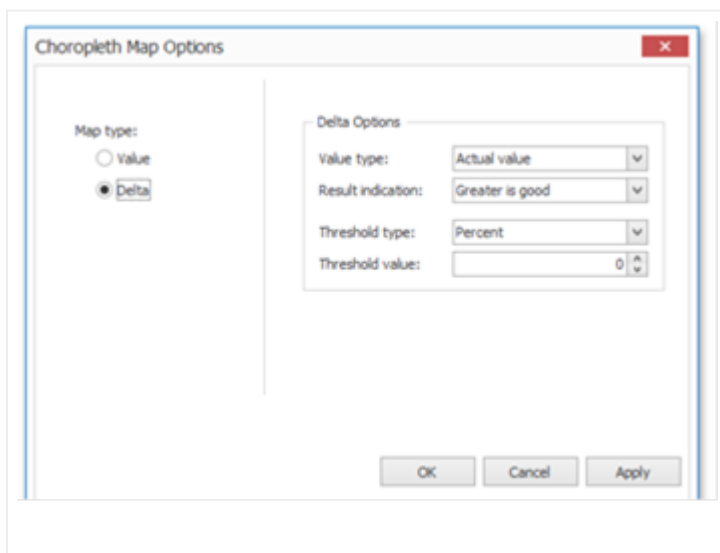 Choropleth Map Options
Map type:
Value
Delta
Delta Options
Value type: Actual value
Result indication: Greater is good
Threshold type: Percent
Threshold value: 0
OK Cancel Apply